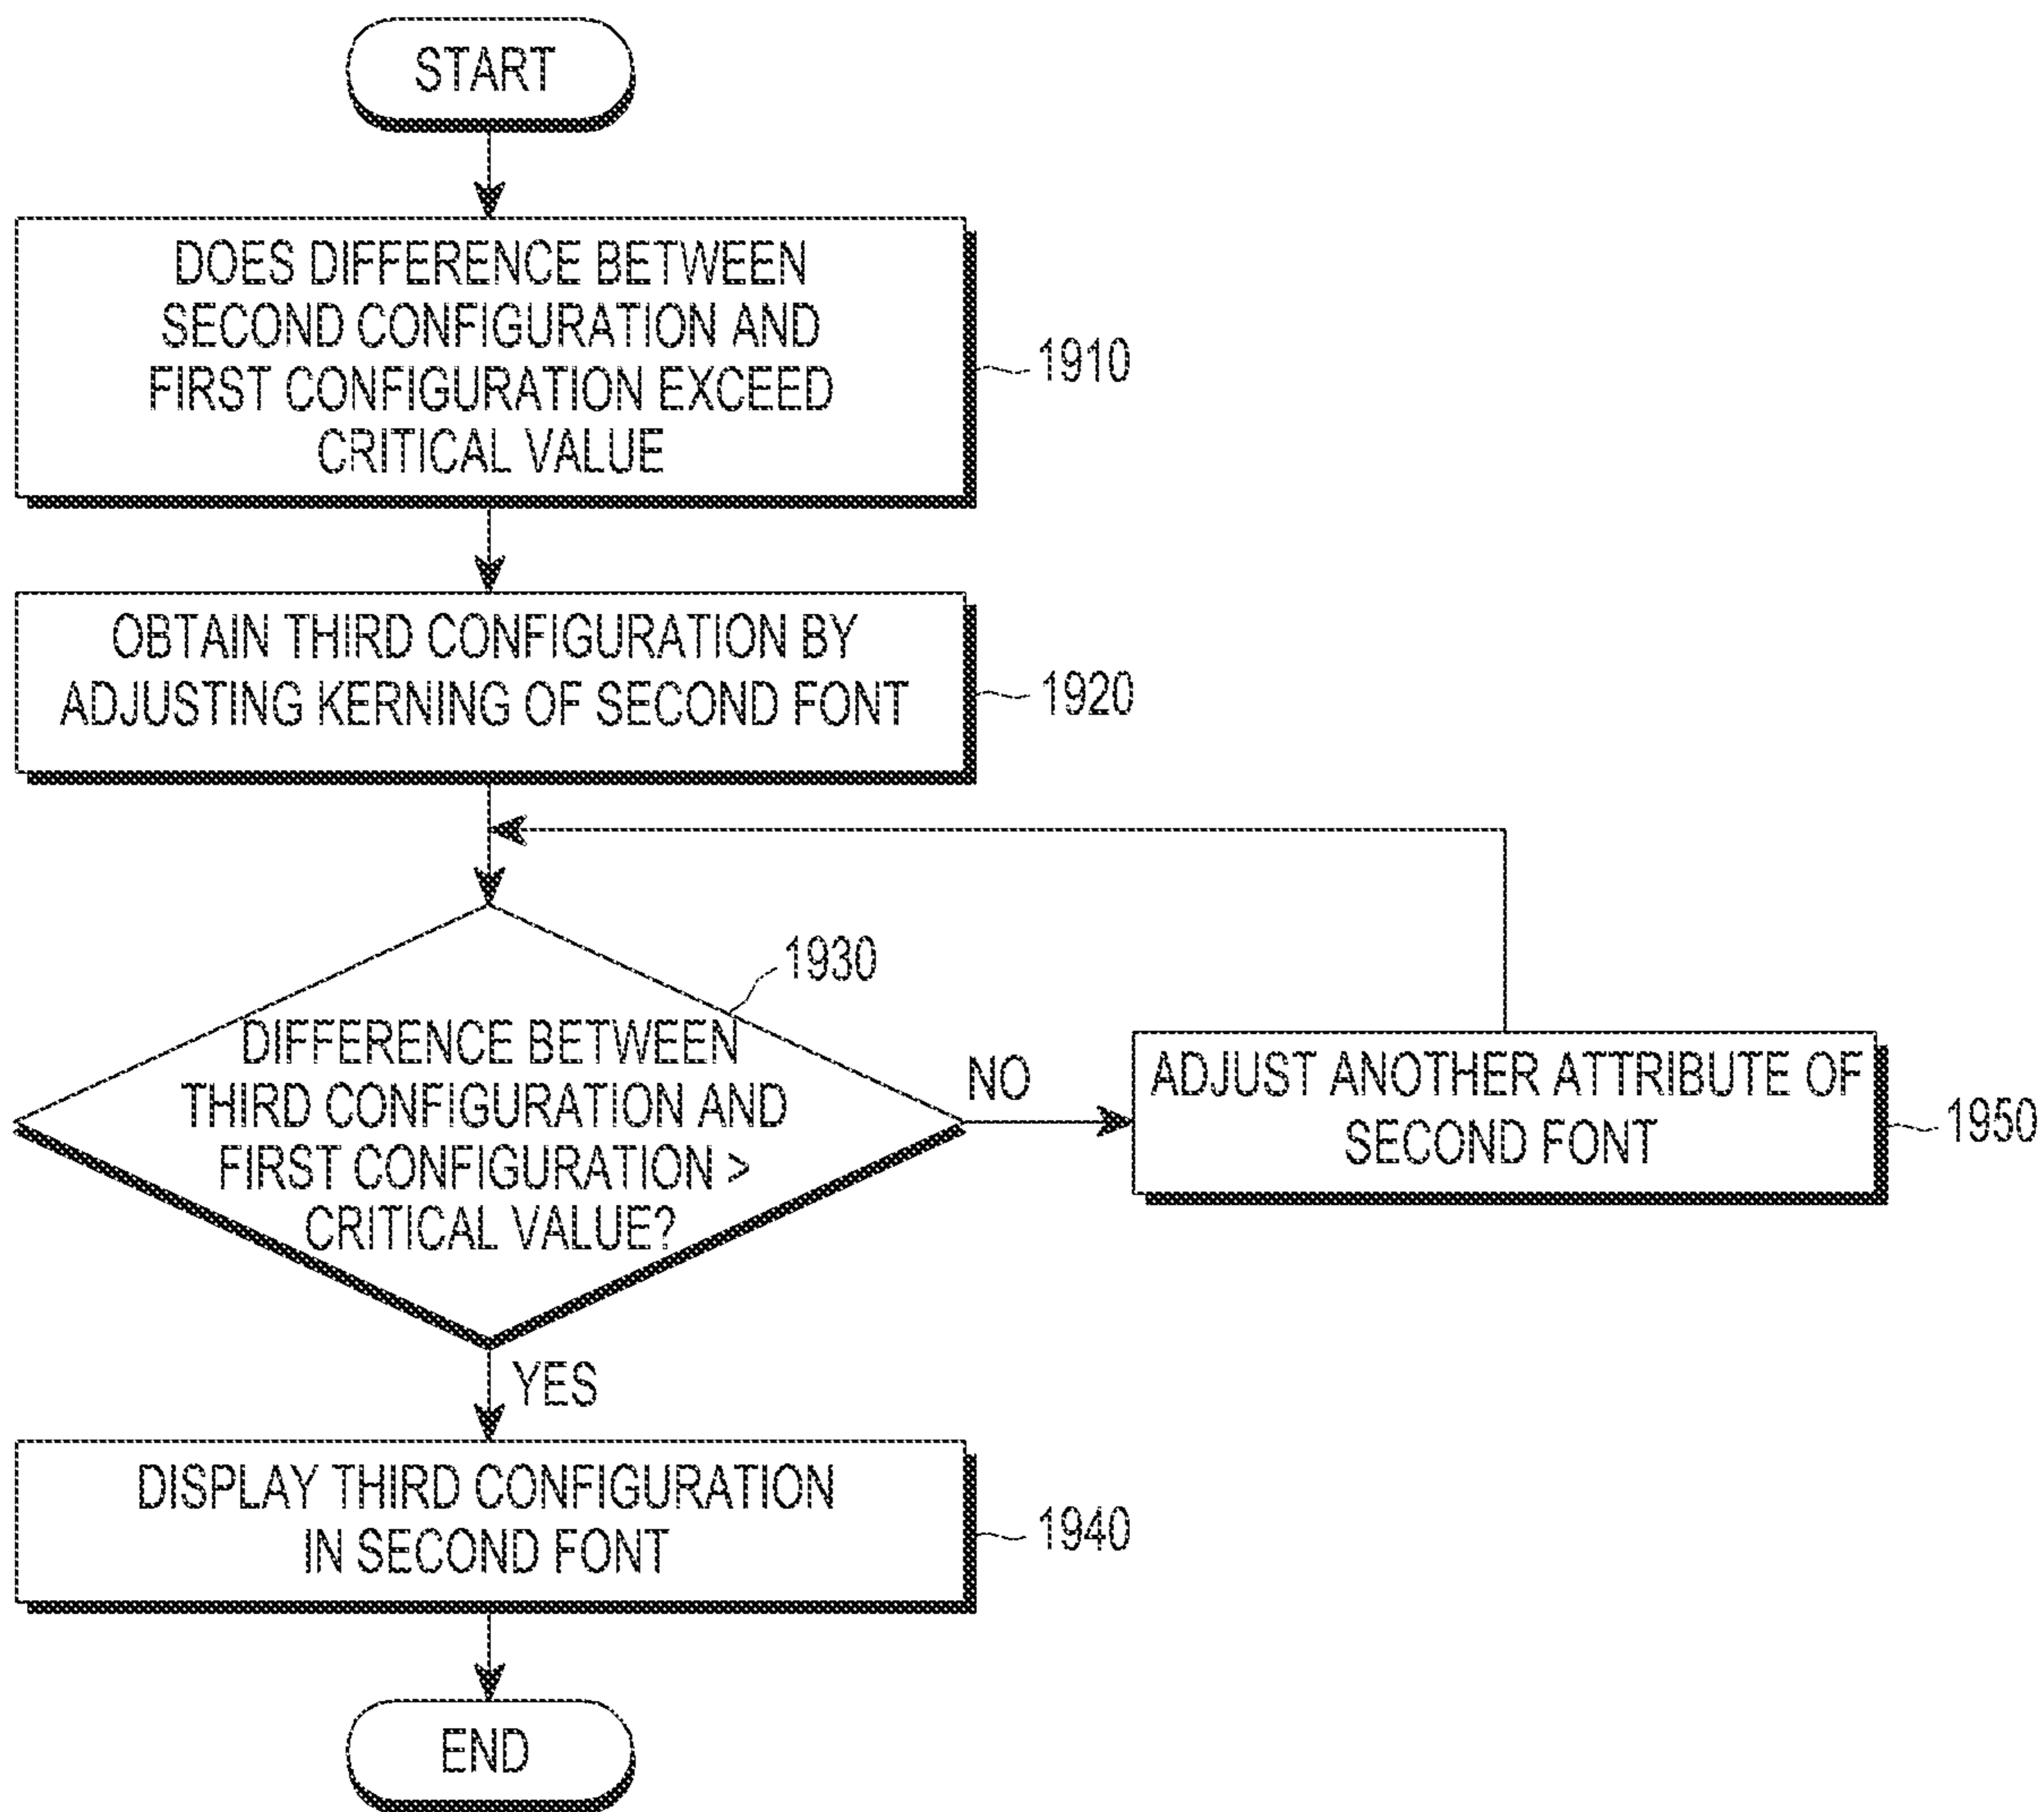 START
DOES DIFFERENCE BETWEEN
SECOND CONFIGURATION AND
FIRST CONFIGURATION EXCEED
CRITICAL VALUE
1910
OBTAIN THIRD CONFIGURATION BY
ADJUSTING KERNING OF SECOND FONT
1920
1930
DIFFERENCE BETWEEN
THIRD CONFIGURATION AND
FIRST CONFIGURATION >
CRITICAL VALUE?
NO
ADJUST ANOTHER ATTRIBUTE OF
SECOND FONT
1950
YES
DISPLAY THIRD CONFIGURATION
IN SECOND FONT
1940
END